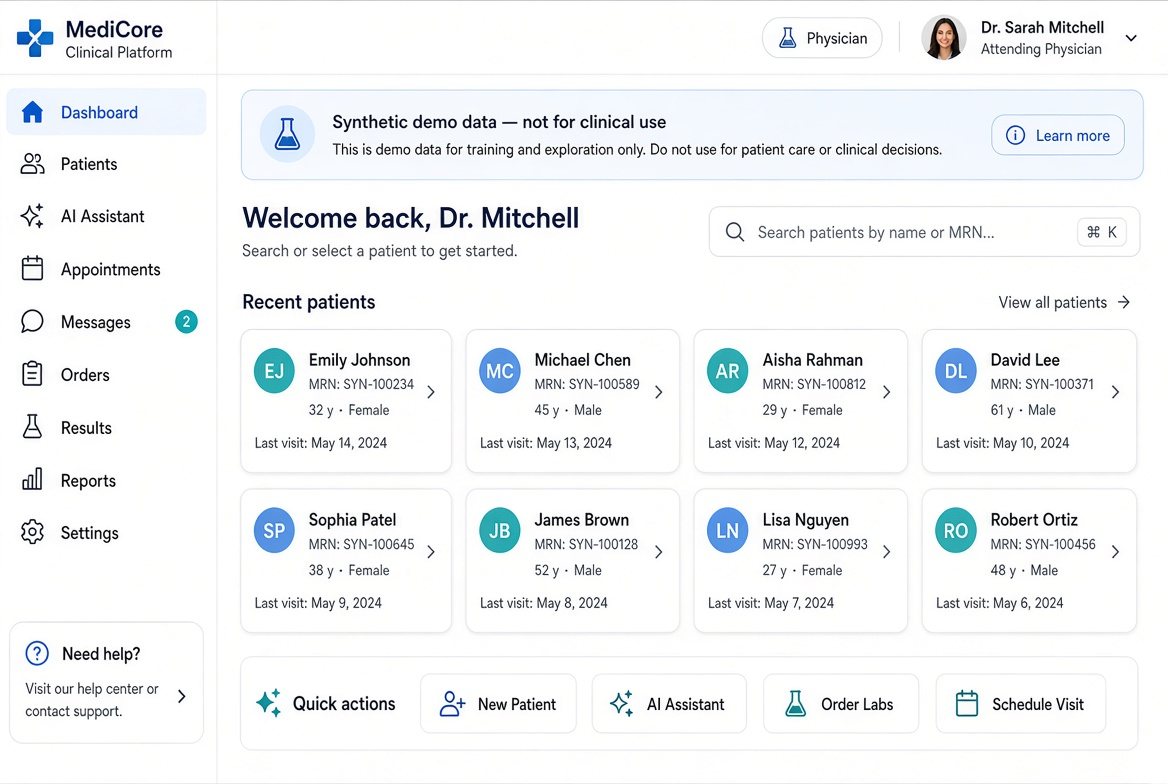 MediCore
Clinical Platform
Physician
Dr. Sarah Mitchell
Attending Physician
Dashboard
Patients
AI Assistant
Appointments
Messages
2
Orders
Results
Reports
Settings
Need help?
Visit our help center or
contact support.
Synthetic demo data — not for clinical use
This is demo data for training and exploration only. Do not use for patient care or clinical decisions.
Learn more
Welcome back, Dr. Mitchell
Search or select a patient to get started.
Search patients by name or MRN...
⌘ K
Recent patients
View all patients →
EJ
Emily Johnson
MRN: SYN-100234
32 y · Female
Last visit: May 14, 2024
MC
Michael Chen
MRN: SYN-100589
45 y · Male
Last visit: May 13, 2024
AR
Aisha Rahman
MRN: SYN-100812
29 y · Female
Last visit: May 12, 2024
DL
David Lee
MRN: SYN-100371
61 y · Male
Last visit: May 10, 2024
SP
Sophia Patel
MRN: SYN-100645
38 y · Female
Last visit: May 9, 2024
JB
James Brown
MRN: SYN-100128
52 y · Male
Last visit: May 8, 2024
LN
Lisa Nguyen
MRN: SYN-100993
27 y · Female
Last visit: May 7, 2024
RO
Robert Ortiz
MRN: SYN-100456
48 y · Male
Last visit: May 6, 2024
Quick actions
New Patient
AI Assistant
Order Labs
Schedule Visit